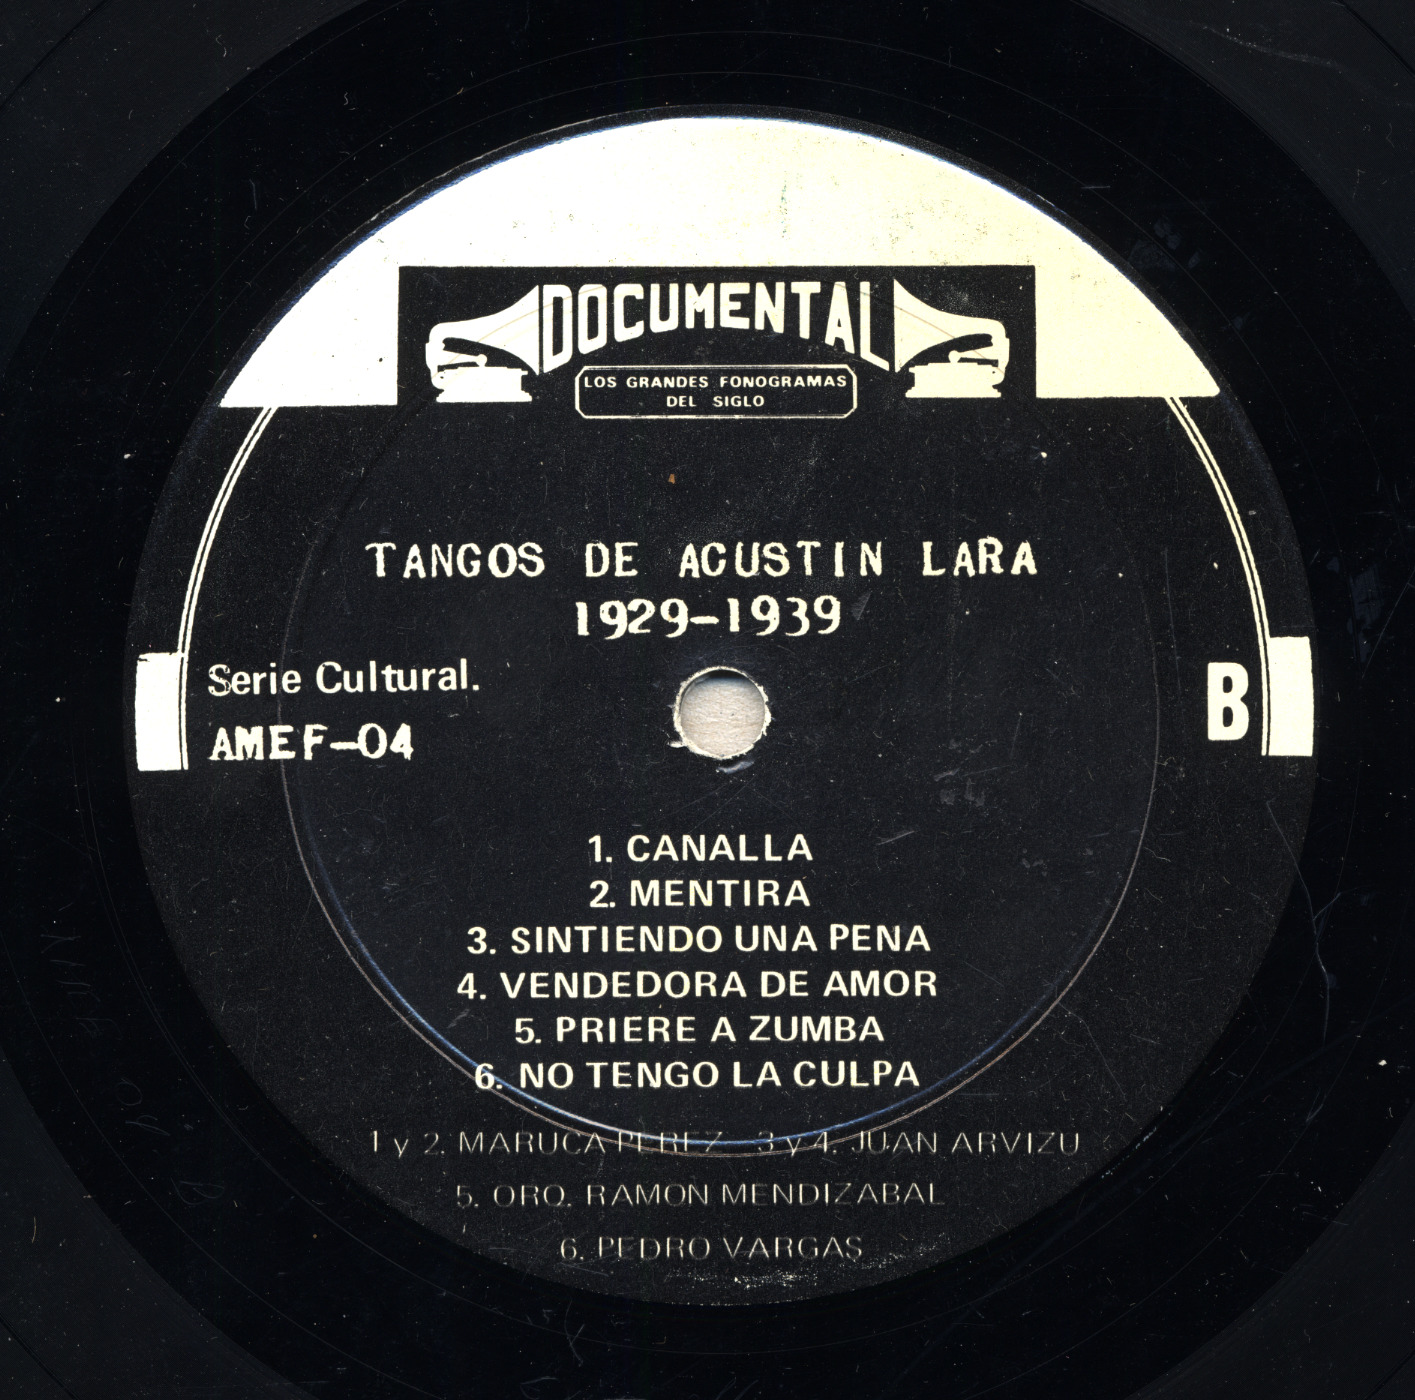 DOCUMENTAL
LOS GRANDES FONOGRAMAS
DEL SIGLO
TANGOS DE AGUSTIN LARA
1929-1939
Serie Cultural.
AMEF-04
B
1. CANALLA
2. MENTIRA
3. SINTIENDO UNA PENA
4. VENDEDORA DE AMOR
5. PRIERE A ZUMBA
6. NO TENGO LA CULPA
1 y 2. MARUCA PEREZ 3 y 4. JUAN ARVIZU
5. ORQ. RAMON MENDIZABAL
6. PEDRO VARGAS